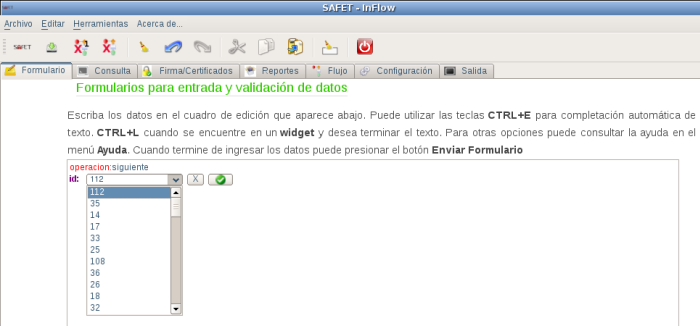 SAFET - InFlow
Archivo Editar Herramientas Acerca de...
SAFET
Formulario Consulta Firma/Certificados Reportes Flujo Configuración Salida
Formularios para entrada y validación de datos
Escriba los datos en el cuadro de edición que aparece abajo. Puede utilizar las teclas CTRL+E para completación automática de
texto. CTRL+L cuando se encuentre en un widget y desea terminar el texto. Para otras opciones puede consultar la ayuda en el
menú Ayuda. Cuando termine de ingresar los datos puede presionar el botón Enviar Formulario
operacion:siguiente
id: 112 X
112
35
14
17
33
25
108
36
26
18
32